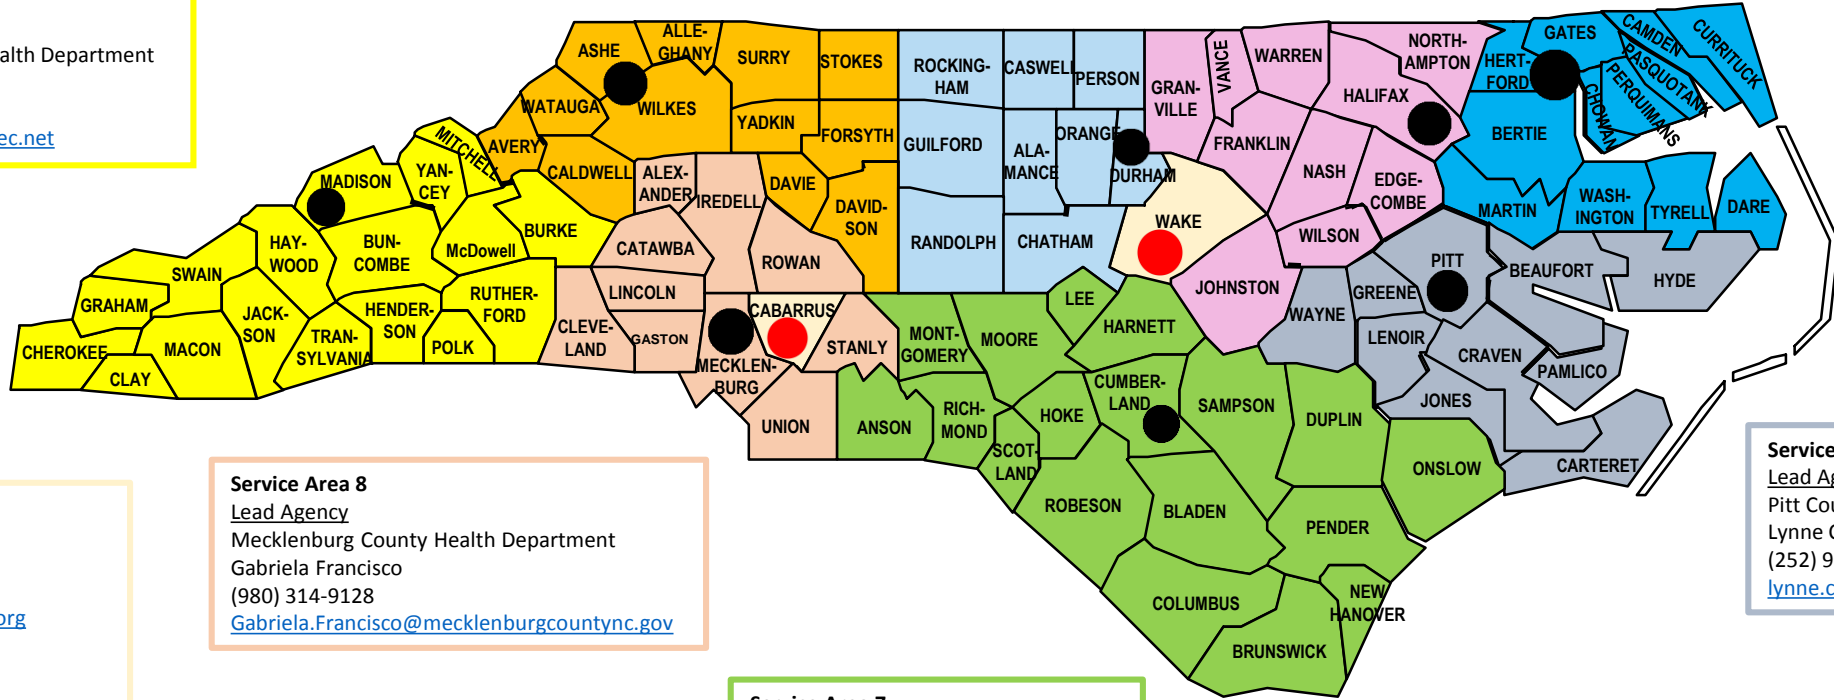 ealth Department
ec.net
ASHE
ALLE-
GHANY
SURRY
STOKES
WATAUGA
WILKES
YADKIN
FORSYTH
AVERY
CALDWELL
DAVIE
DAVID-
SON
ROCKING-
HAM
CASWELL
PERSON
GUILFORD
ALA-
MANCE
ORANGE
DURHAM
RANDOLPH
CHATHAM
GRAN-
VILLE
VANCE
WARREN
NORTH-
AMPTON
HALIFAX
FRANKLIN
NASH
EDGE-
COMBE
WILSON
JOHNSTON
WAKE
HERT-
FORD
GATES
CAMDEN
CURRITUCK
PASQUOTANK
PERQUIMANS
CHOWAN
BERTIE
MARTIN
WASH-
INGTON
TYRELL
DARE
MITCHELL
YAN-
CEY
MADISON
BURKE
McDowell
BUN-
COMBE
HAY-
WOOD
SWAIN
GRAHAM
CHEROKEE
CLAY
MACON
JACK-
SON
TRAN-
SYLVANIA
HENDER-
SON
POLK
RUTHER-
FORD
ALEX-
ANDER
IREDELL
CATAWBA
ROWAN
LINCOLN
CLEVE-
LAND
GASTON
MECKLEN-
BURG
CABARRUS
STANLY
UNION
MONT-
GOMERY
MOORE
LEE
HARNETT
ANSON
RICH-
MOND
SCOT-
LAND
HOKE
CUMBER-
LAND
SAMPSON
DUPLIN
ONSLOW
ROBESON
BLADEN
PENDER
COLUMBUS
BRUNSWICK
NEW
HANOVER
WAYNE
GREENE
PITT
BEAUFORT
HYDE
LENOIR
CRAVEN
PAMLICO
JONES
CARTERET
Service Area 8
Lead Agency
Mecklenburg County Health Department
Gabriela Francisco
(980) 314-9128
Gabriela.Francisco@mecklenburgcountync.gov
org
Service
Lead Ag
Pitt Cou
Lynne C
(252) 9
lynne.c
Service Area 7